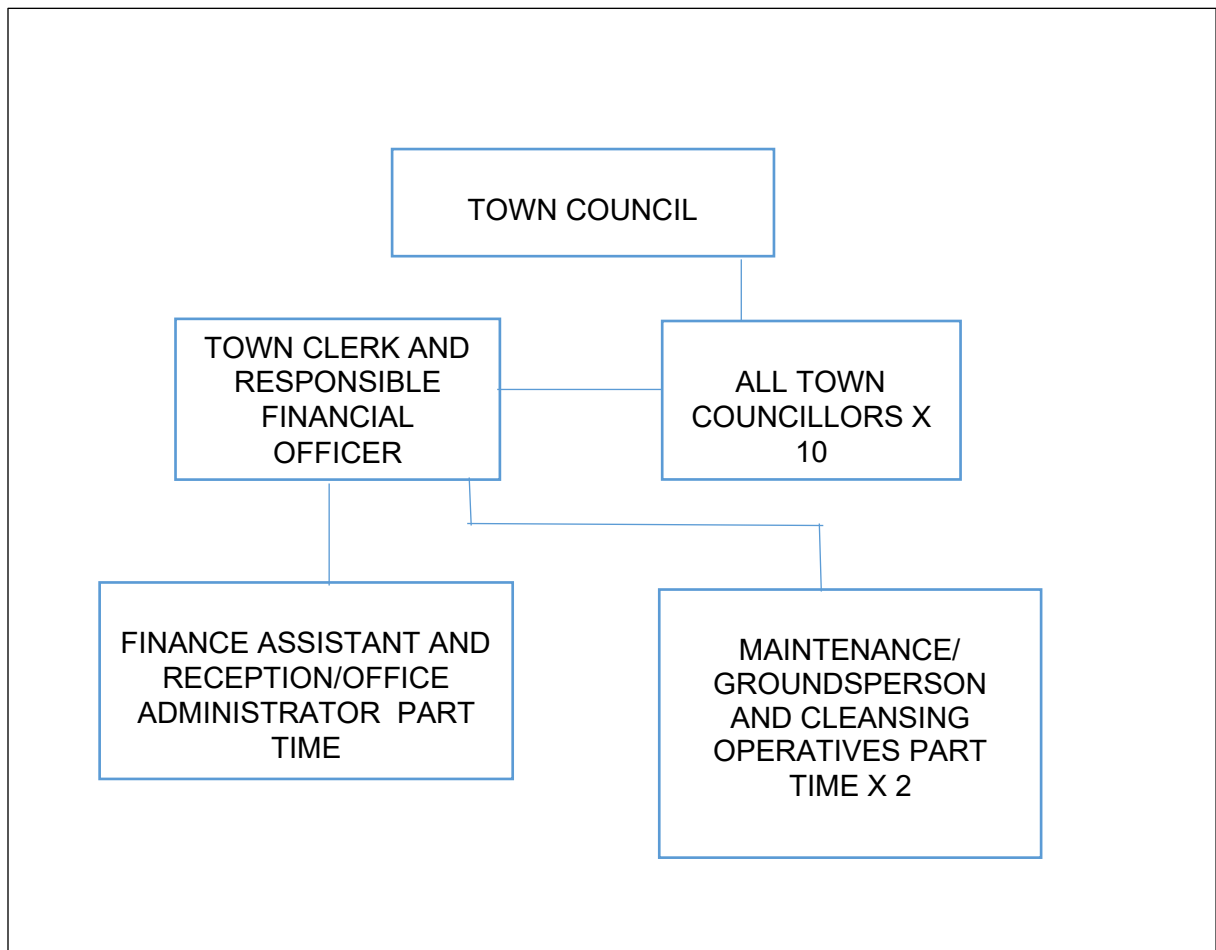 TOWN COUNCIL
TOWN CLERK AND
RESPONSIBLE
FINANCIAL
OFFICER
ALL TOWN
COUNCILLORS X
10
FINANCE ASSISTANT AND
RECEPTION/OFFICE
ADMINISTRATOR  PART
TIME
MAINTENANCE/
GROUNDSPERSON
AND CLEANSING
OPERATIVES PART
TIME X 2